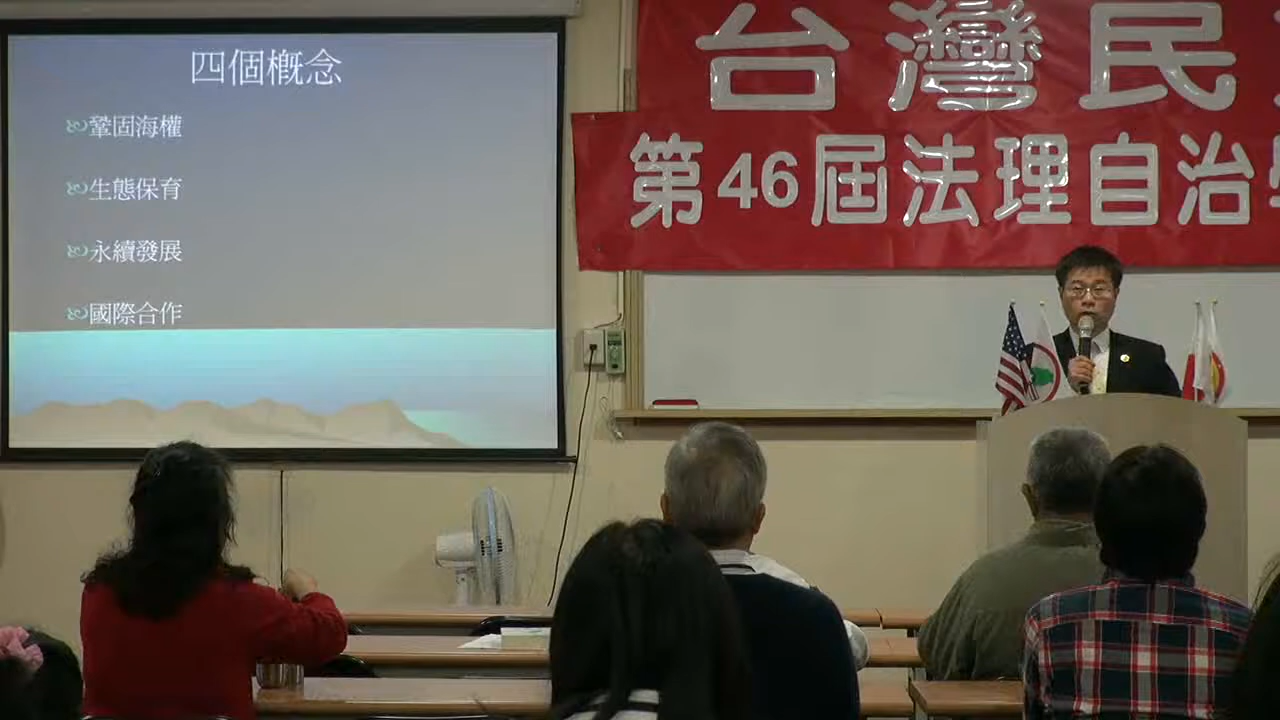 四個概念
鞏固海權
生態保育
永續發展
國際合作
台灣民
第46屆法理自治